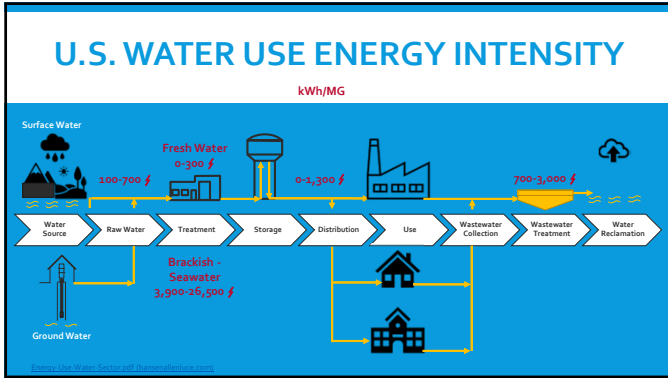 U.S. WATER USE ENERGY INTENSITY
kWh/MG
Surface Water
100-700
Fresh Water
0-300
0-1,300
700-3,000
Water
Source
Raw Water
Treatment
Storage
Distribution
Use
Wastewater
Collection
Wastewater
Treatment
Water
Reclamation
Brackish -
Seawater
3,900-26,500
Ground Water
Energy-Use-Water-Sector.pdf (hansenallenluce.com)